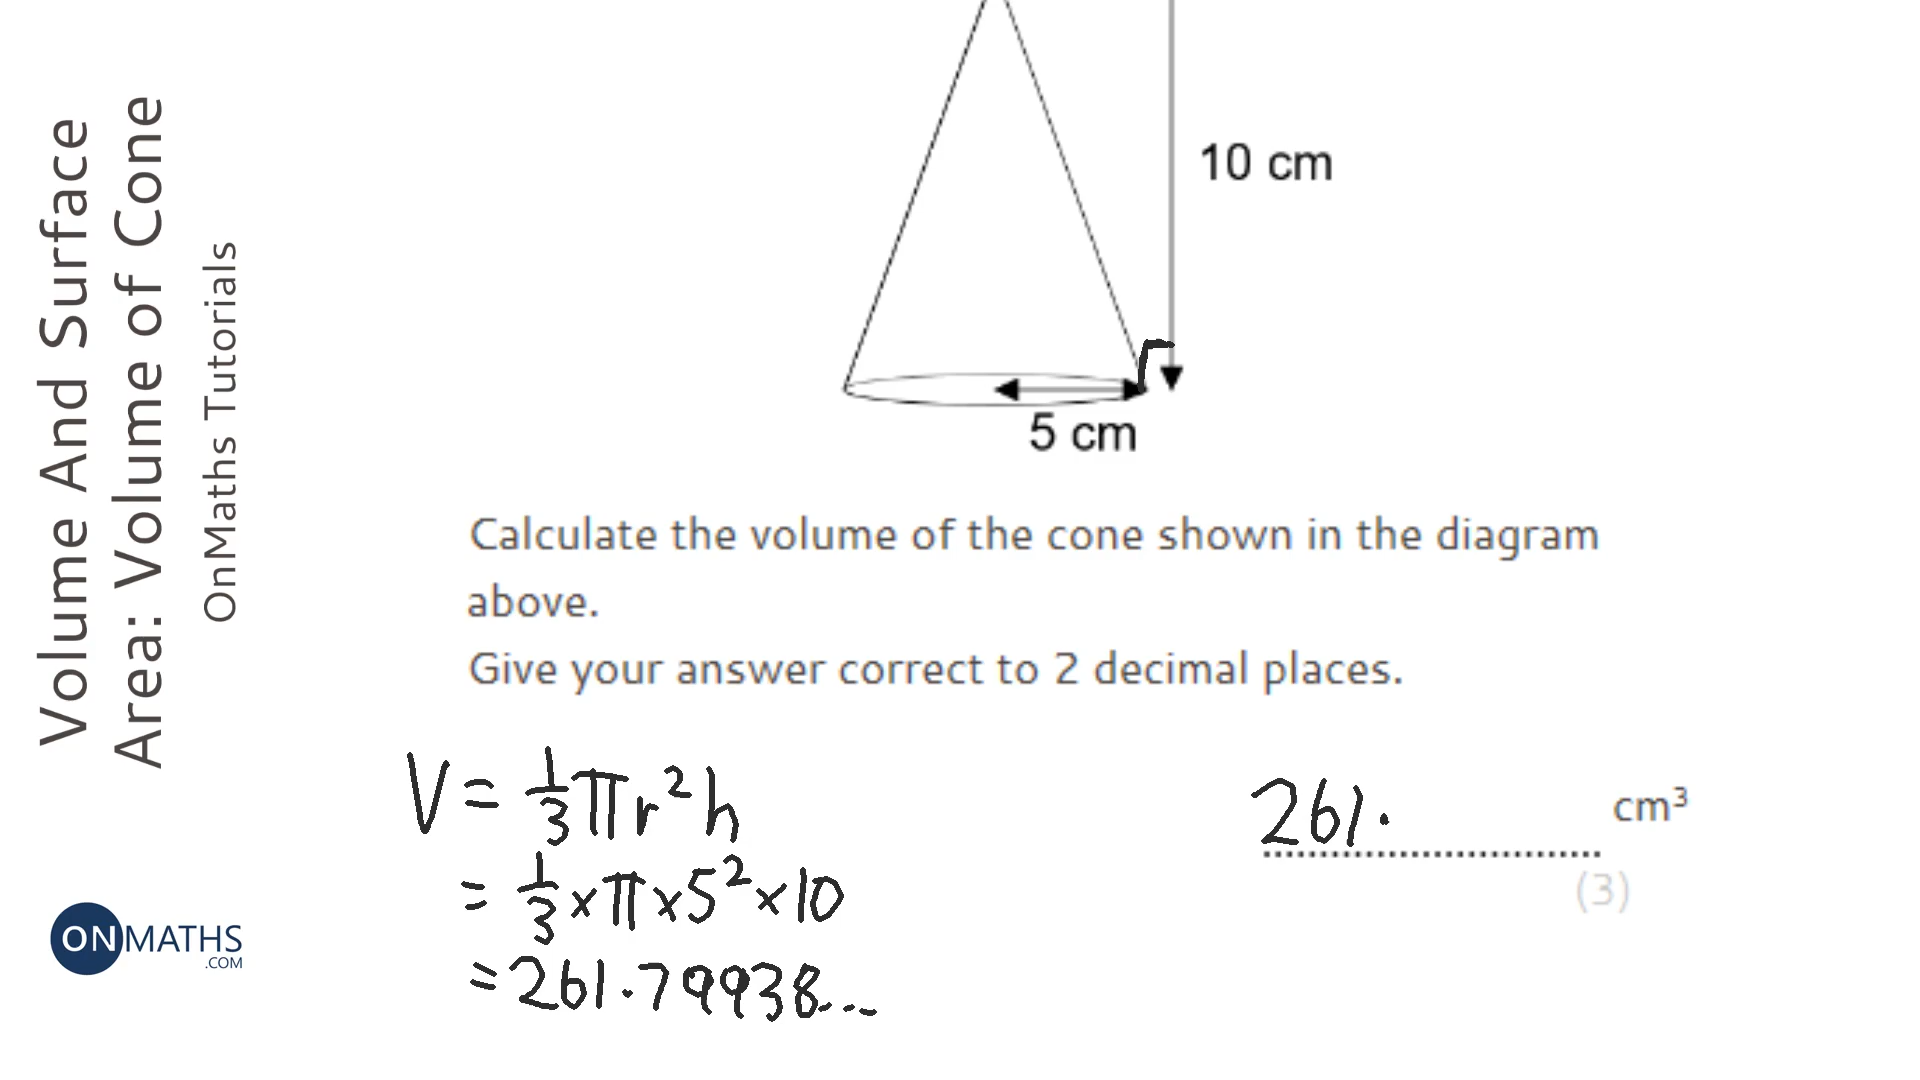 Volume And Surface
Area: Volume of Cone
OnMaths Tutorials
10 cm
5 cm
Calculate the volume of the cone shown in the diagram
above.
Give your answer correct to 2 decimal places.
V = 1/3 πr²h
= 1/3 × π × 5² × 10
= 261.79938...
261. cm³
(3)
ONMATHS
.COM